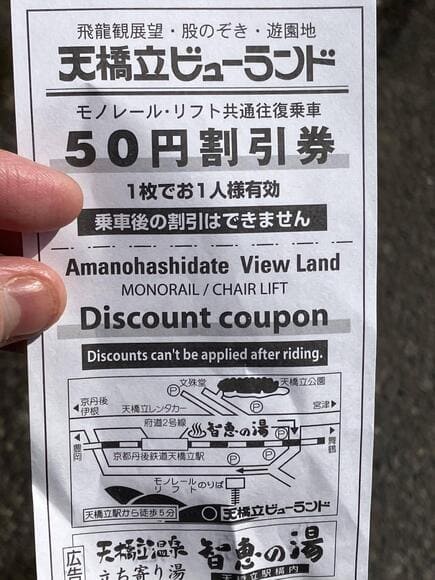 飛龍観展望・股のぞき・遊園地
天橋立ビューランド
モノレール・リフト共通往復乗車
50円割引券
1枚でお1人様有効
乗車後の割引はできません
Amanohashidate View Land
MONORAIL / CHAIR LIFT
Discount coupon
Discounts can't be applied after riding.
文殊堂
天橋立公園
P
京丹後
伊根
天橋立レンタカー
P
宮津
府道2号線
智恵の湯
豊岡
舞鶴
京都丹後鉄道天橋立駅
P
P
P
モノレール
リフト のりば
天橋立駅から徒歩5分
天橋立ビューランド
広告
天橋立温泉
智恵の湯
立ち寄り湯
天橋立駅構内